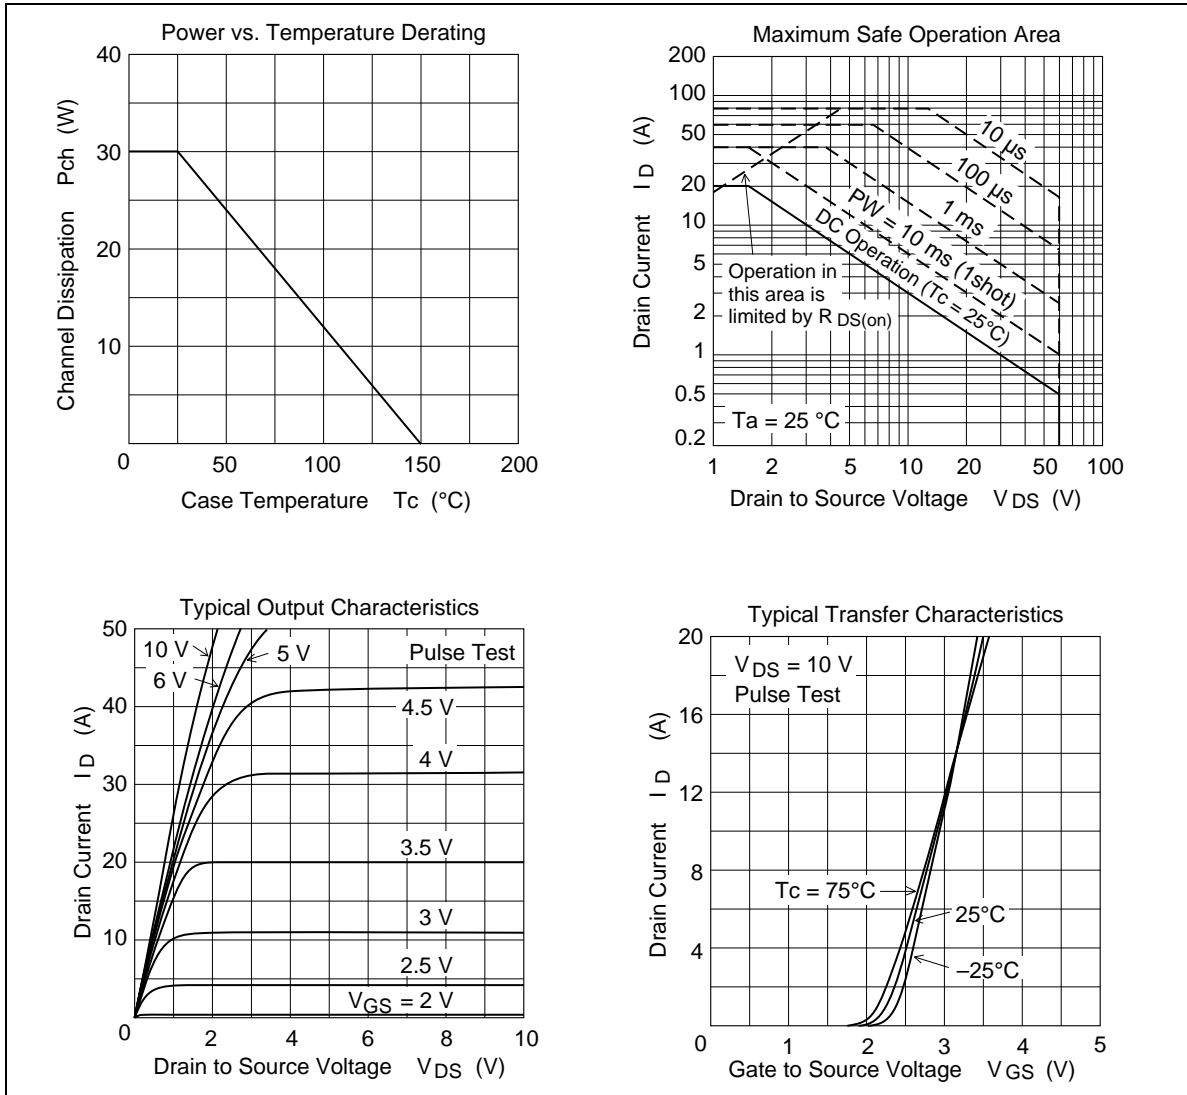 Power vs. Temperature Derating
40
30
20
10
0
50
100
150
200
Channel Dissipation Pch (W)
Case Temperature Tc (°C)
Maximum Safe Operation Area
200
100
50
20
10
5
2
1
0.5
0.2
1
2
5
10
20
50
100
Drain Current I D (A)
10 µs
100 µs
1 ms
PW = 10 ms (1shot)
DC Operation (Tc = 25°C)
Operation in
this area is
limited by R DS(on)
Ta = 25 °C
Drain to Source Voltage V DS (V)
Typical Output Characteristics
50
40
30
20
10
0
2
4
6
8
10
Drain Current I D (A)
10 V
6 V
5 V
Pulse Test
4.5 V
4 V
3.5 V
3 V
2.5 V
VGS = 2 V
Drain to Source Voltage V DS (V)
Typical Transfer Characteristics
20
16
12
8
4
0
1
2
3
4
5
Drain Current I D (A)
V DS = 10 V
Pulse Test
Tc = 75°C
25°C
–25°C
Gate to Source Voltage V GS (V)